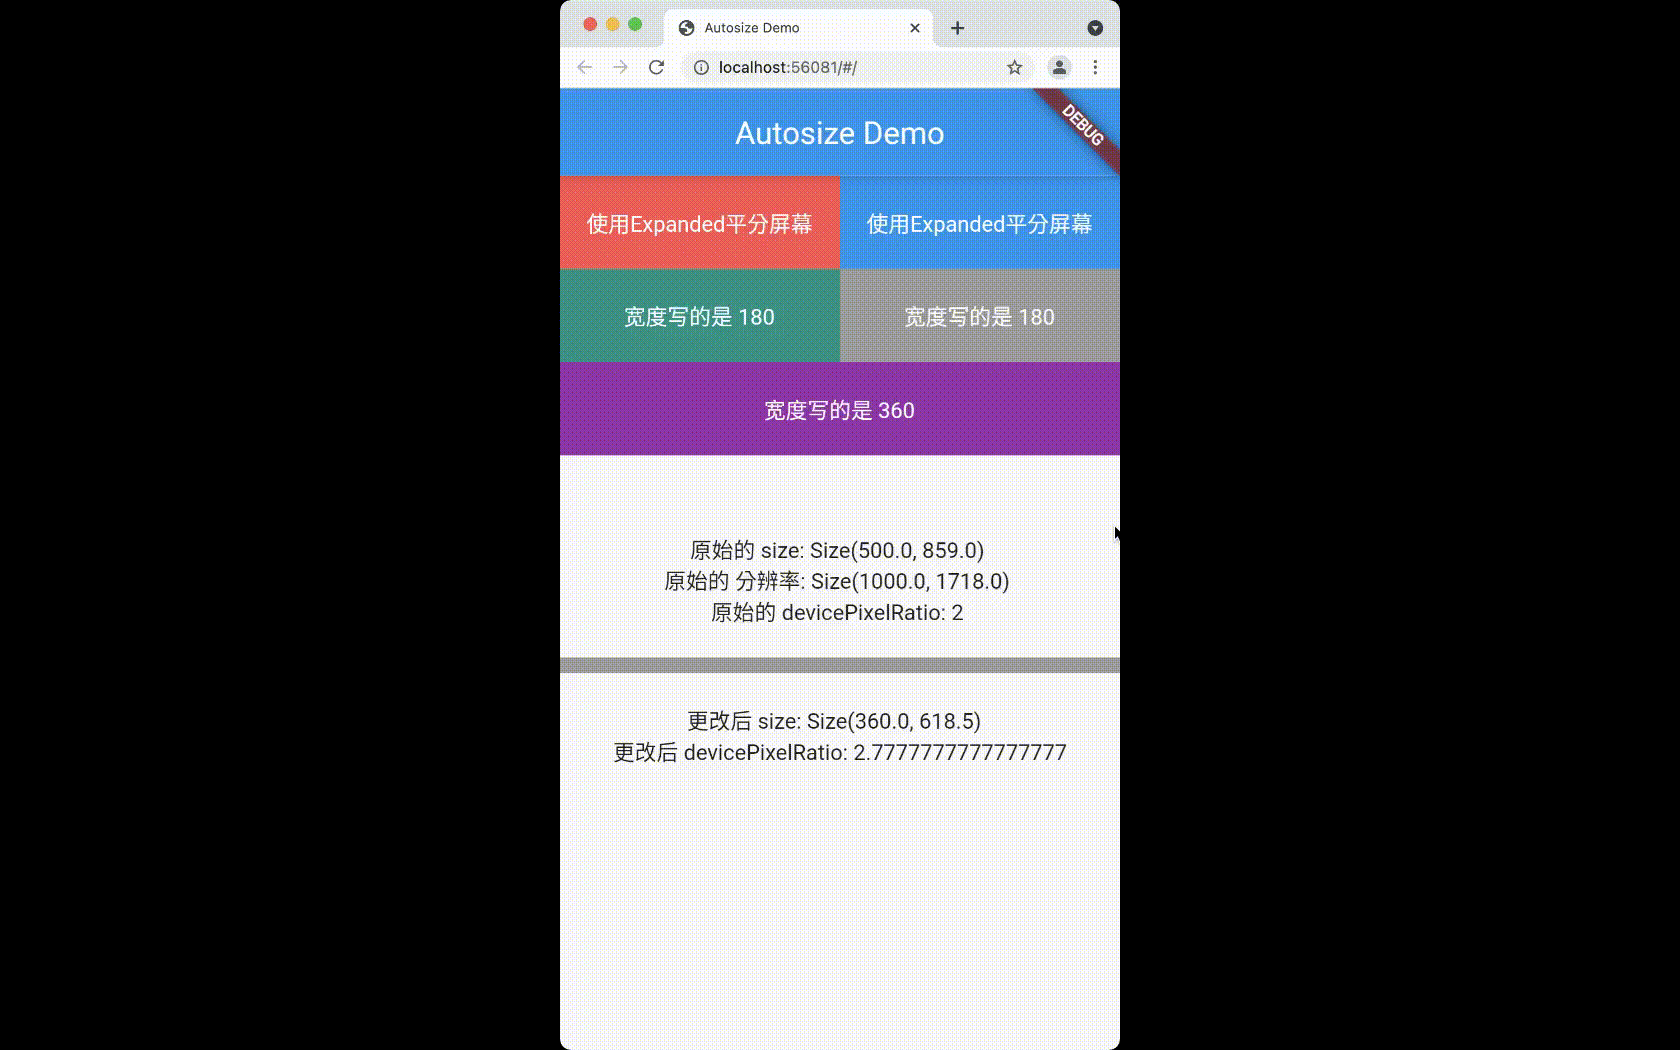 Autosize Demo
localhost:56081/#/
Autosize Demo
DEBUG
使用Expanded平分屏幕
使用Expanded平分屏幕
宽度写的是 180
宽度写的是 180
宽度写的是 360
原始的 size: Size(500.0, 859.0)
原始的 分辨率: Size(1000.0, 1718.0)
原始的 devicePixelRatio: 2
更改后 size: Size(360.0, 618.5)
更改后 devicePixelRatio: 2.7777777777777777